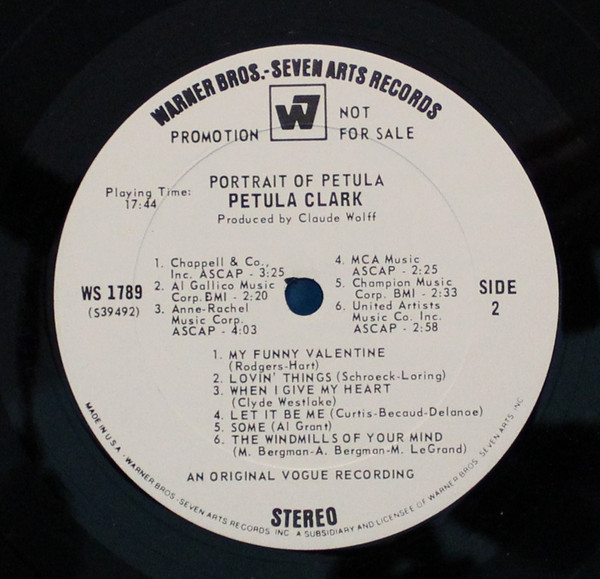 WARNER BROS.-SEVEN ARTS RECORDS
W7
PROMOTION
NOT
FOR SALE
PORTRAIT OF PETULA
PETULA CLARK
Produced by Claude Wolff
Playing Time:
17:44
WS 1789
(S39492)
1. Chappell & Co.,
Inc. ASCAP - 3:25
2. Al Gallico Music
Corp. BMI - 2:20
3. Anne-Rachel
Music Corp.
ASCAP - 4:03
4. MCA Music
ASCAP - 2:25
5. Champion Music
Corp. BMI - 2:33
6. United Artists
Music Co. Inc.
ASCAP - 2:58
SIDE
2
1. MY FUNNY VALENTINE
(Rodgers-Hart)
2. LOVIN' THINGS (Schroeck-Loring)
3. WHEN I GIVE MY HEART
(Clyde Westlake)
4. LET IT BE ME (Curtis-Becaud-Delanoe)
5. SOME (Al Grant)
6. THE WINDMILLS OF YOUR MIND
(M. Bergman-A. Bergman-M. LeGrand)
AN ORIGINAL VOGUE RECORDING
STEREO
MADE IN U.S.A. · WARNER BROS.-SEVEN ARTS RECORDS INC. A SUBSIDIARY AND LICENSEE OF WARNER BROS.-SEVEN ARTS, INC.